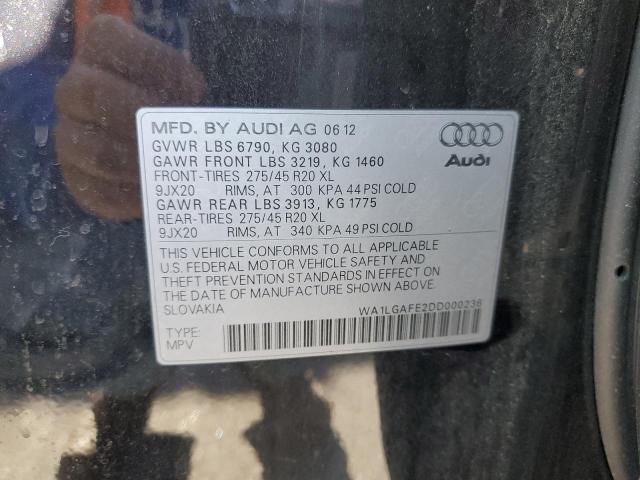 MFD. BY AUDI AG 06 12
GVWR LBS 6790, KG 3080
GAWR FRONT LBS 3219, KG 1460
FRONT-TIRES 275/45 R20 XL
9JX20 RIMS, AT 300 KPA 44 PSI COLD
GAWR REAR LBS 3913, KG 1775
REAR-TIRES 275/45 R20 XL
9JX20 RIMS, AT 340 KPA 49 PSI COLD
Audi
THIS VEHICLE CONFORMS TO ALL APPLICABLE
U.S. FEDERAL MOTOR VEHICLE SAFETY AND
THEFT PREVENTION STANDARDS IN EFFECT ON
THE DATE OF MANUFACTURE SHOWN ABOVE.
SLOVAKIA
WA1LGAFE2DD000236
TYPE:
MPV